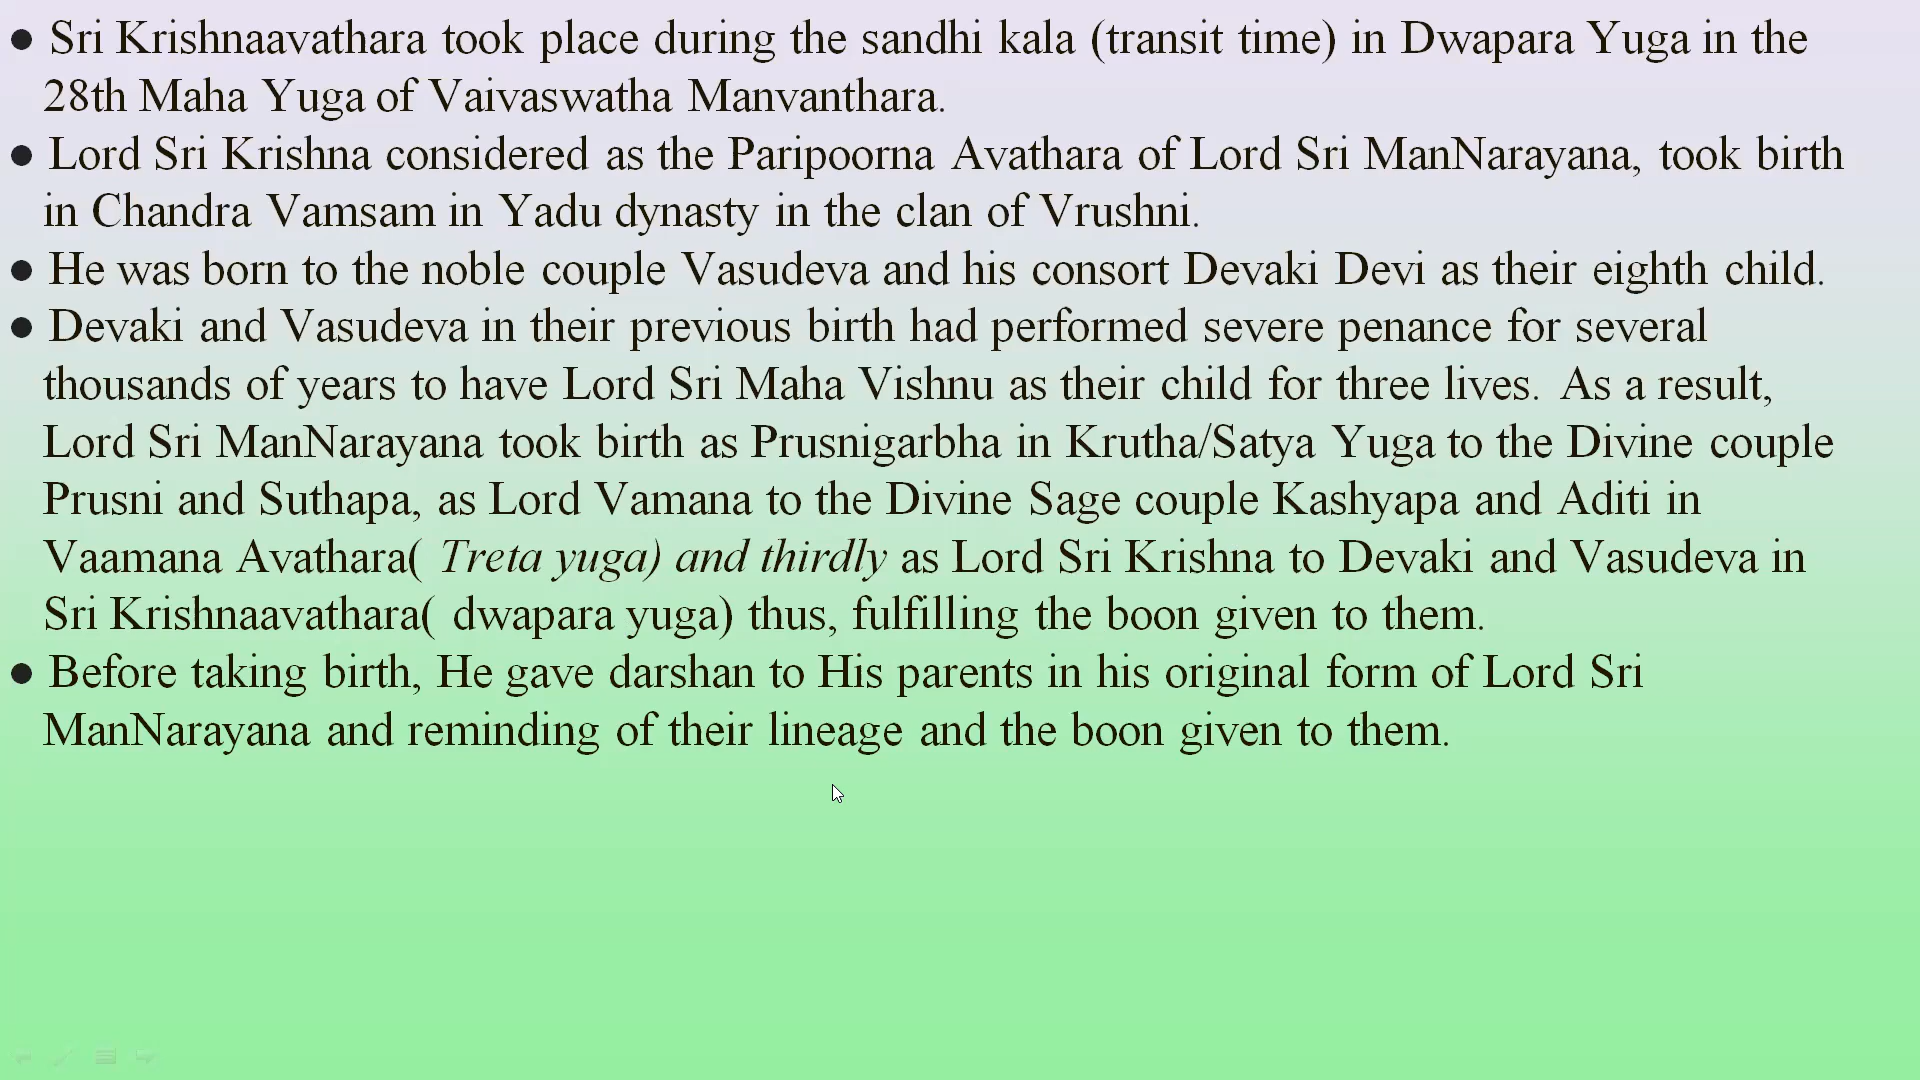 ● Sri Krishnaavathara took place during the sandhi kala (transit time) in Dwapara Yuga in the
28th Maha Yuga of Vaivaswatha Manvanthara.
● Lord Sri Krishna considered as the Paripoorna Avathara of Lord Sri ManNarayana, took birth
in Chandra Vamsam in Yadu dynasty in the clan of Vrushni.
● He was born to the noble couple Vasudeva and his consort Devaki Devi as their eighth child.
● Devaki and Vasudeva in their previous birth had performed severe penance for several
thousands of years to have Lord Sri Maha Vishnu as their child for three lives. As a result,
Lord Sri ManNarayana took birth as Prusnigarbha in Krutha/Satya Yuga to the Divine couple
Prusni and Suthapa, as Lord Vamana to the Divine Sage couple Kashyapa and Aditi in
Vaamana Avathara( Treta yuga) and thirdly as Lord Sri Krishna to Devaki and Vasudeva in
Sri Krishnaavathara( dwapara yuga) thus, fulfilling the boon given to them.
● Before taking birth, He gave darshan to His parents in his original form of Lord Sri
ManNarayana and reminding of their lineage and the boon given to them.